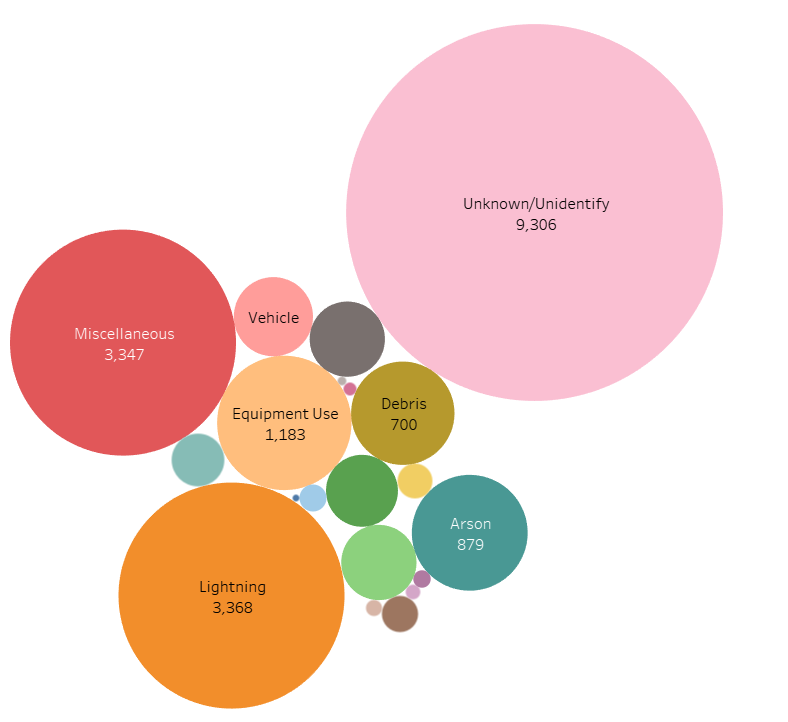 Unknown/Unidentify
9,306
Miscellaneous
3,347
Vehicle
Equipment Use
1,183
Debris
700
Arson
879
Lightning
3,368